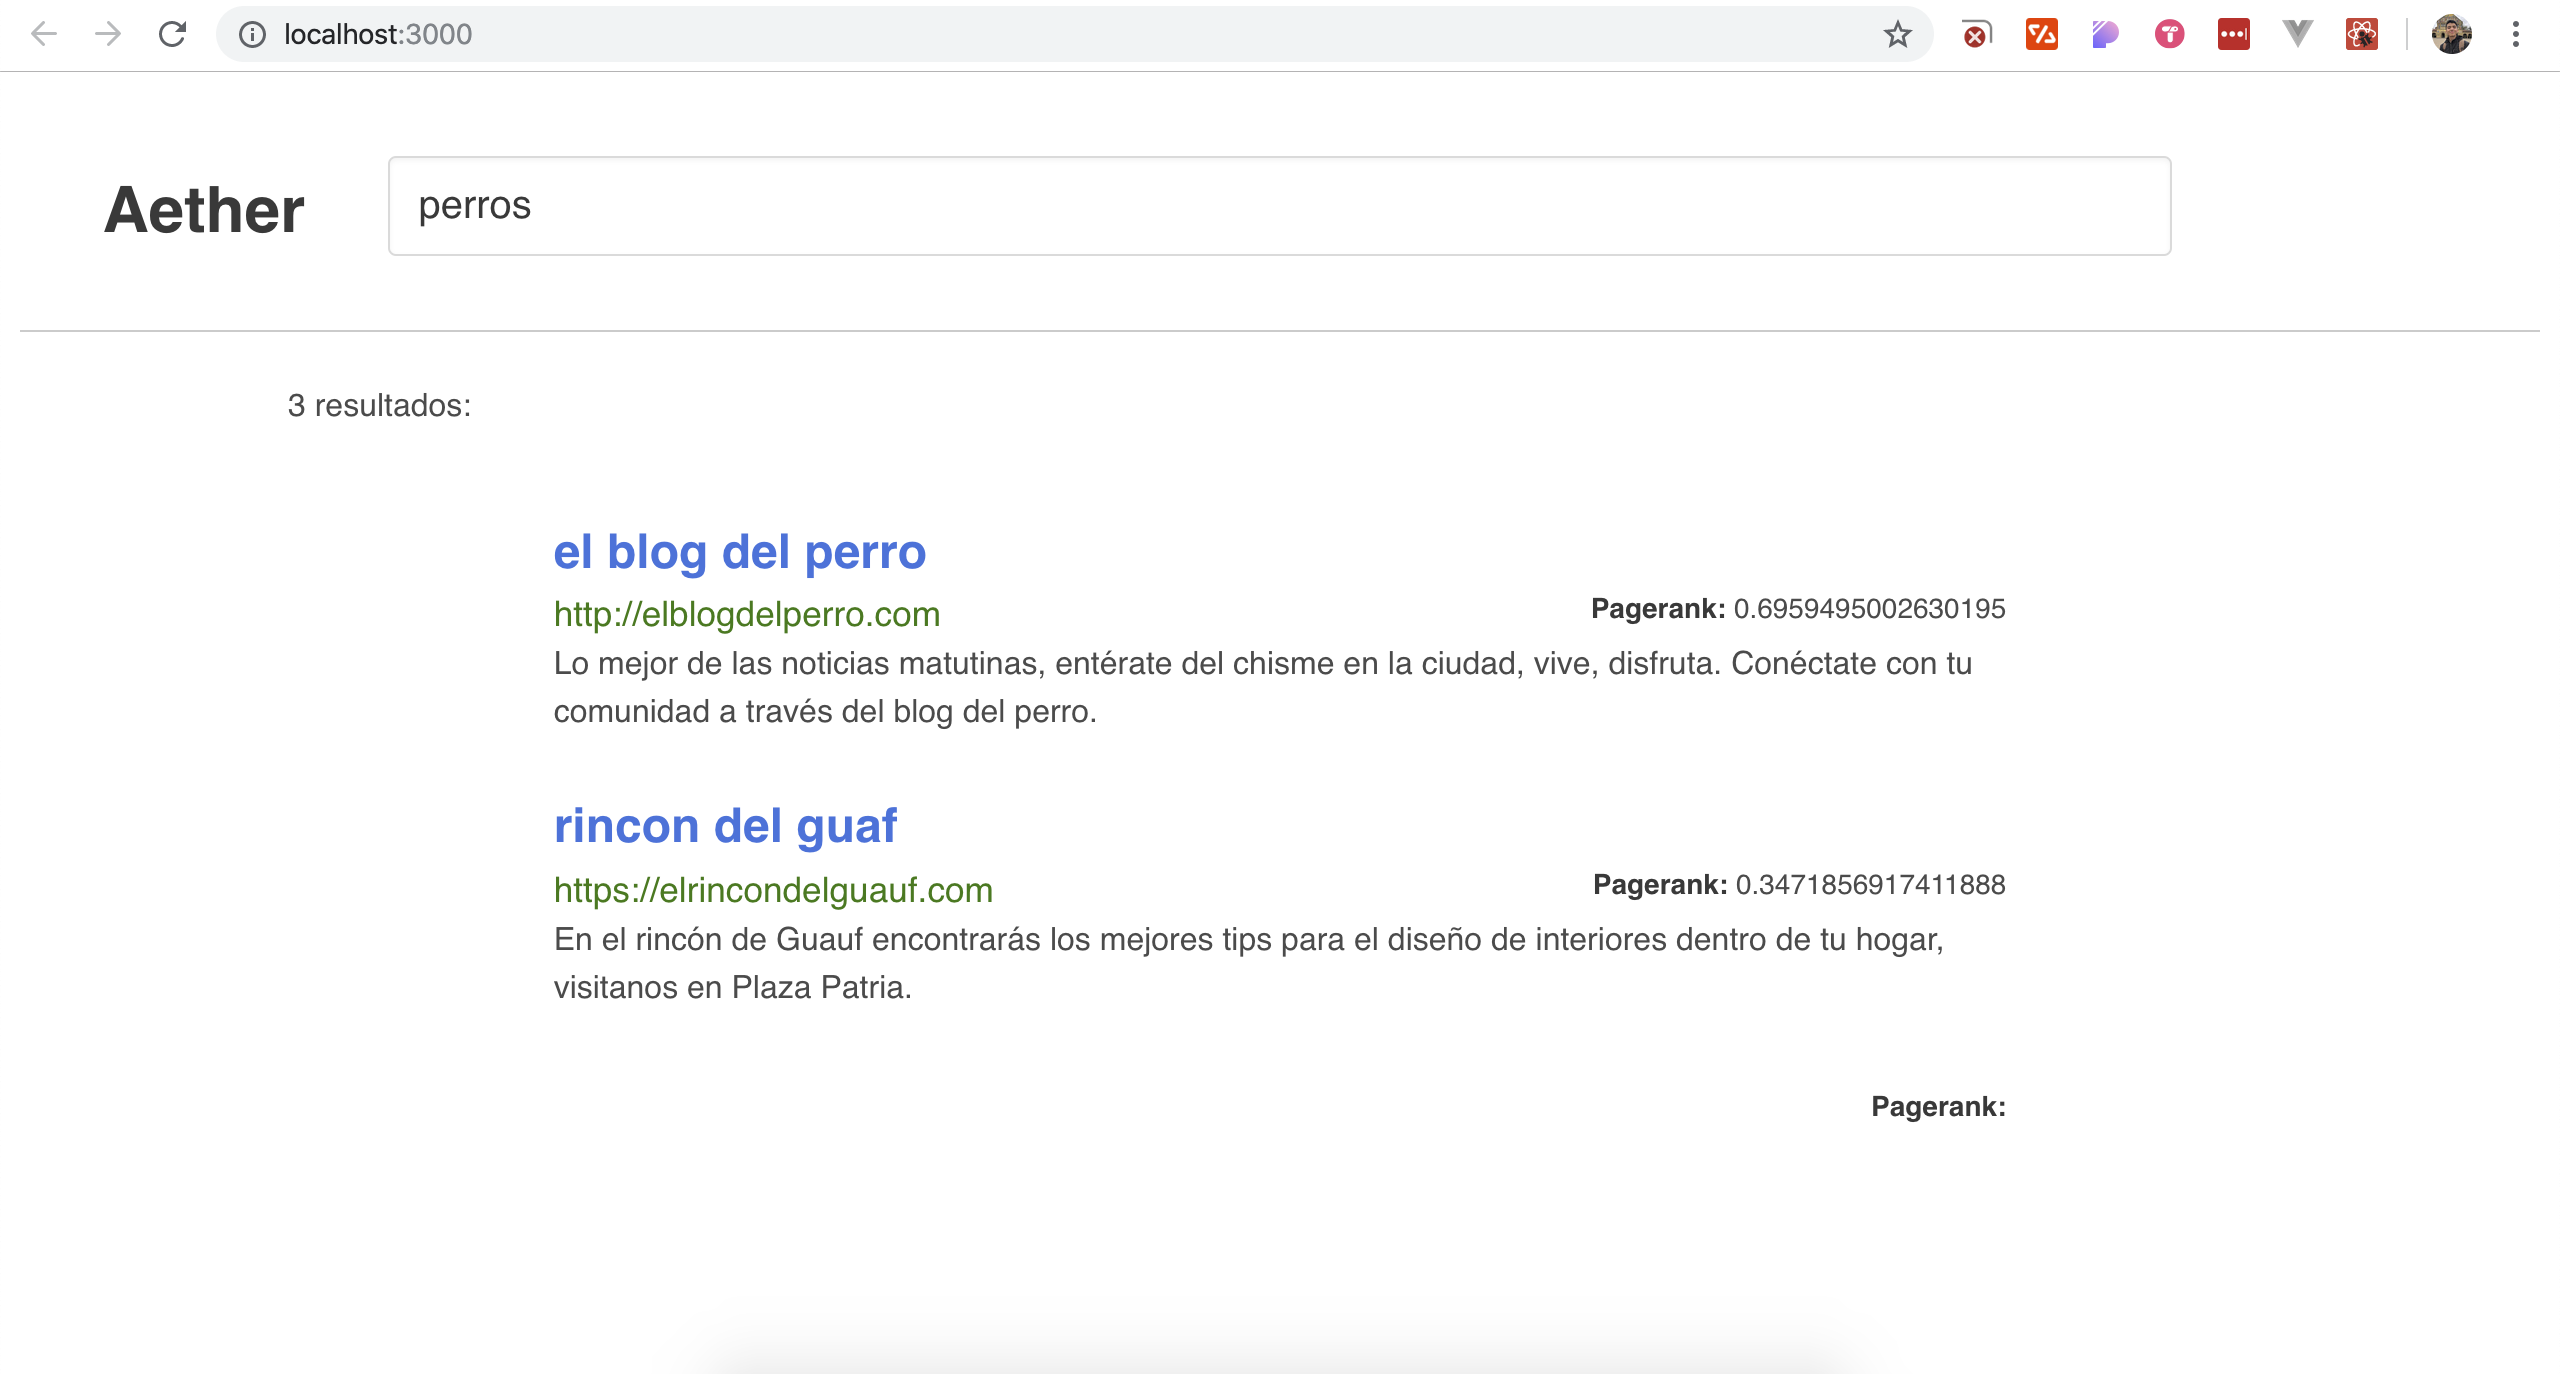 localhost:3000
Aether
perros
3 resultados:
el blog del perro
http://elblogdelperro.com
Pagerank: 0.6959495002630195
Lo mejor de las noticias matutinas, entérate del chisme en la ciudad, vive, disfruta. Conéctate con tu
comunidad a través del blog del perro.
rincon del guaf
https://elrincondelguauf.com
Pagerank: 0.3471856917411888
En el rincón de Guauf encontrarás los mejores tips para el diseño de interiores dentro de tu hogar,
visitanos en Plaza Patria.
Pagerank: